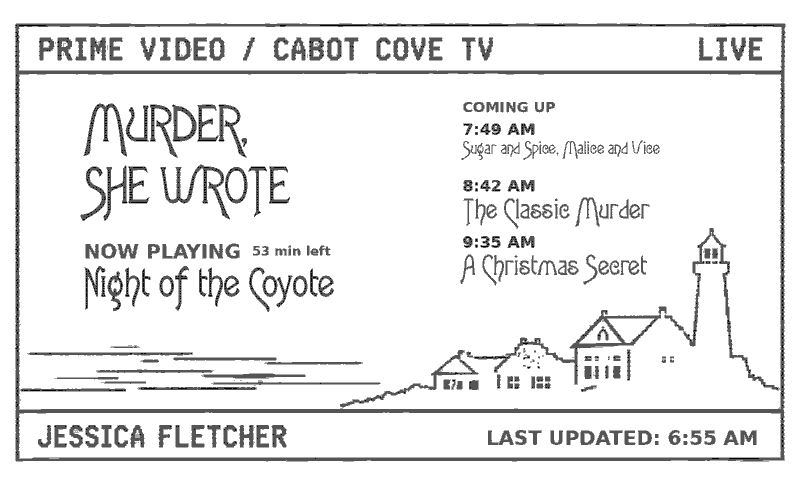 PRIME VIDEO / CABOT COVE TV
LIVE
MURDER,
SHE WROTE
NOW PLAYING 53 min left
Night of the Coyote
COMING UP
7:49 AM
Sugar and Spice, Malice and Vice
8:42 AM
The Classic Murder
9:35 AM
A Christmas Secret
JESSICA FLETCHER
LAST UPDATED: 6:55 AM